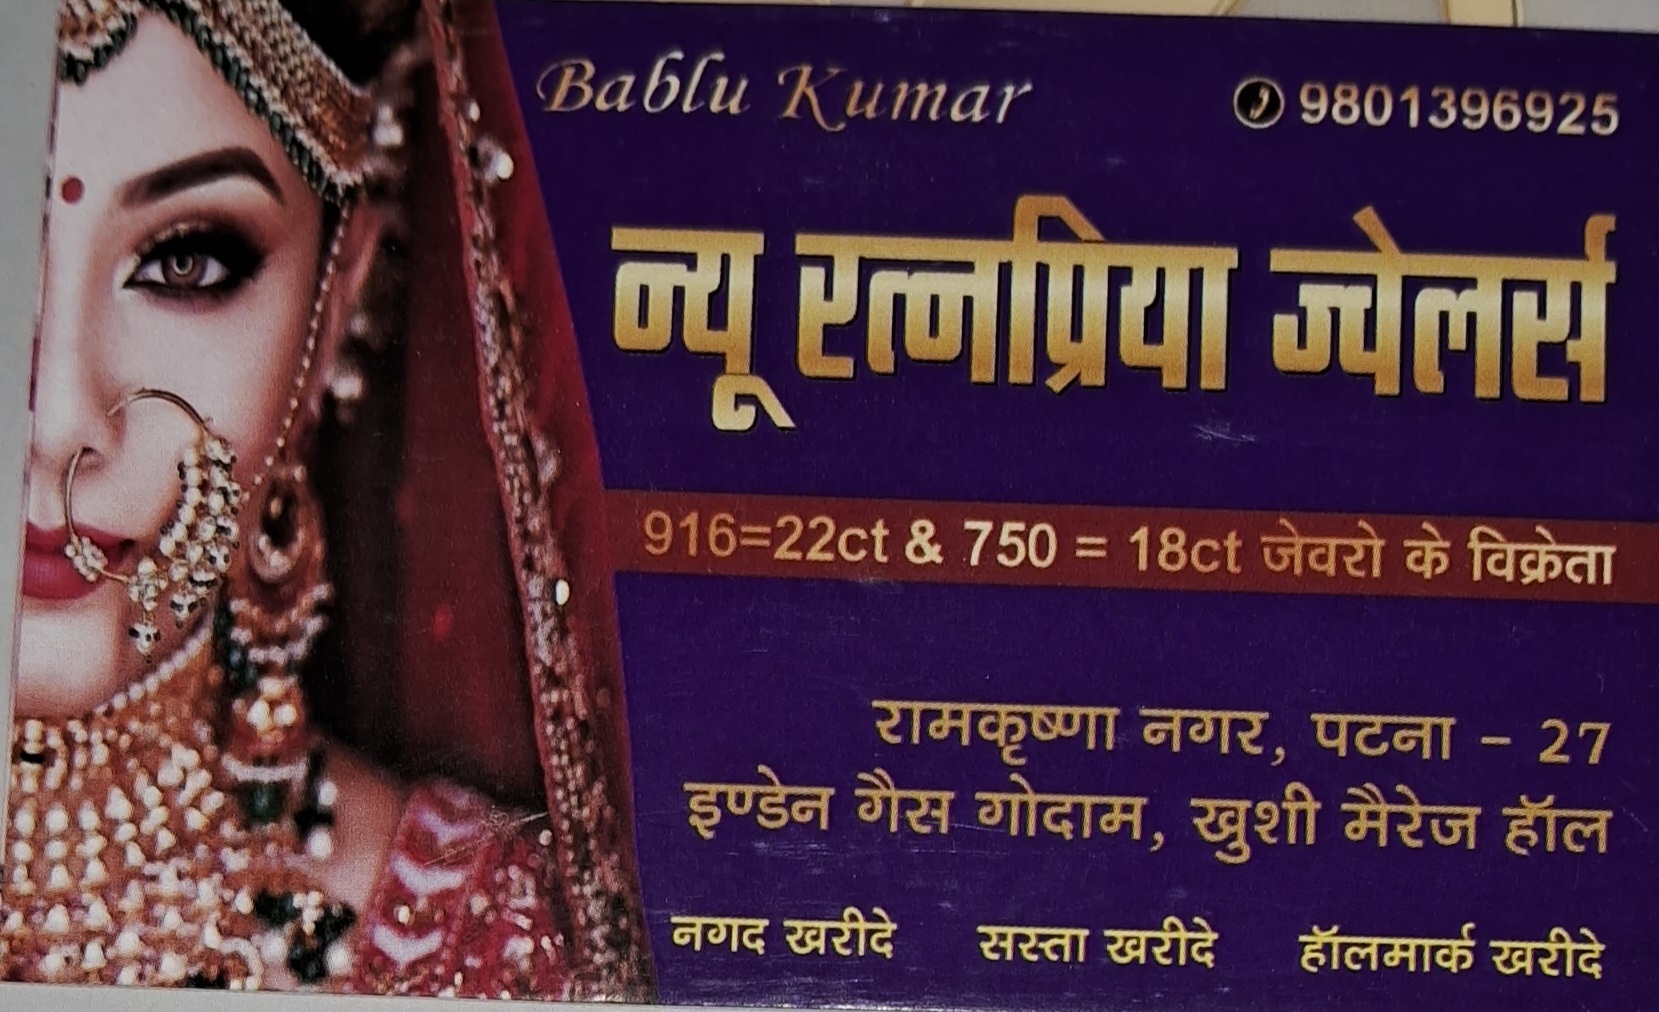 Bablu Kumar 9801396925
न्यू रत्नप्रिया ज्वेलर्स
916=22ct & 750 = 18ct जेवरो के विक्रेता
रामकृष्णा नगर, पटना - 27
इण्डेन गैस गोदाम, खुशी मैरेज हॉल
नगद खरीदे सस्ता खरीदे हॉलमार्क खरीदे